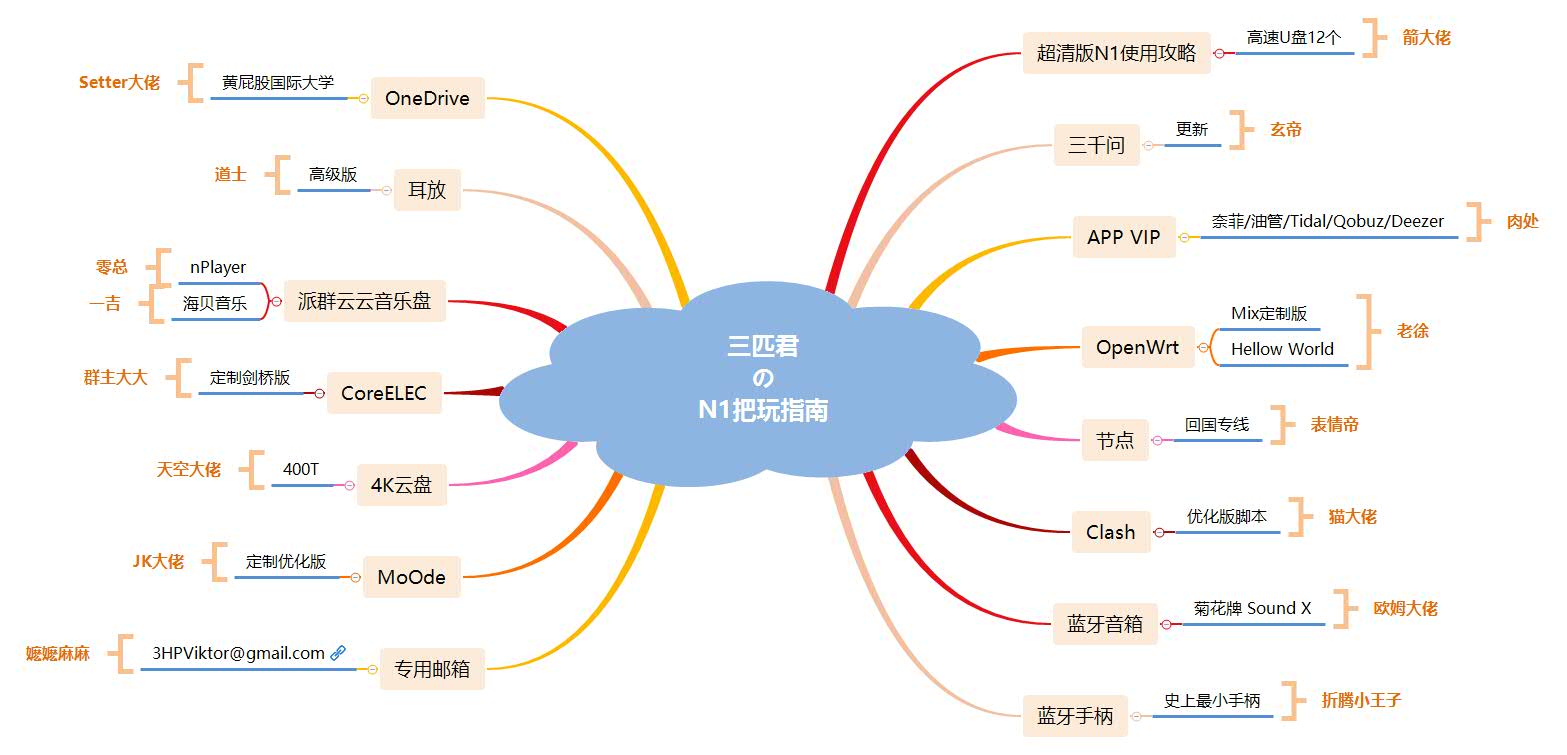 三匹君
の
N1把玩指南
超清版N1使用攻略
高速U盘12个
箭大佬
三千问
更新
玄帝
APP VIP
奈菲/油管/Tidal/Qobuz/Deezer
肉处
OpenWrt
Mix定制版
Hellow World
老徐
节点
回国专线
表情帝
Clash
优化版脚本
猫大佬
蓝牙音箱
菊花牌 Sound X
欧姆大佬
蓝牙手柄
史上最小手柄
折腾小王子
OneDrive
黄屁股国际大学
Setter大佬
耳放
高级版
道士
派群云云音乐盘
nPlayer
零总
海贝音乐
一吉
CoreELEC
定制剑桥版
群主大大
4K云盘
400T
天空大佬
MoOde
定制优化版
JK大佬
专用邮箱
3HPViktor@gmail.com
嬷嬷麻麻